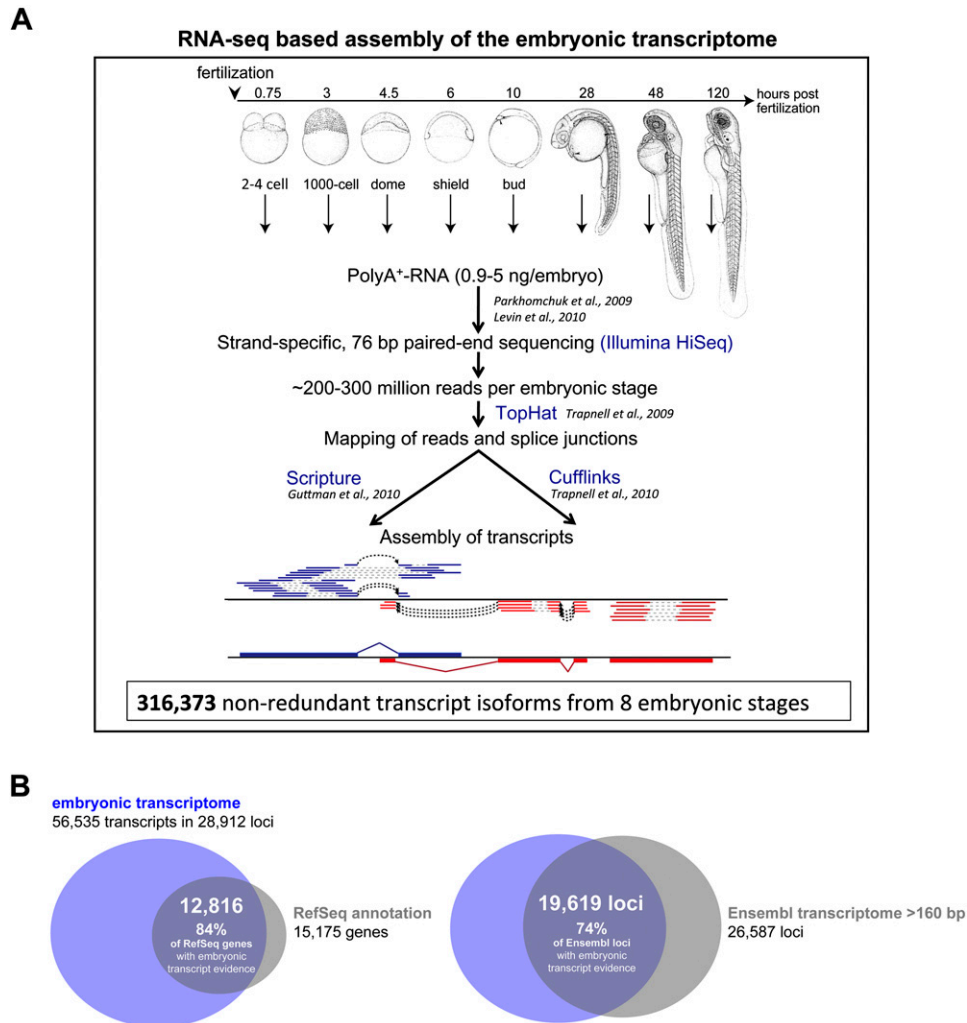 A
RNA-seq based assembly of the embryonic transcriptome
fertilization
0.75 3 4.5 6 10 28 48 120 hours post
fertilization
2-4 cell 1000-cell dome shield bud
PolyA⁺-RNA (0.9-5 ng/embryo)
Parkhomchuk et al., 2009
Levin et al., 2010
Strand-specific, 76 bp paired-end sequencing (Illumina HiSeq)
~200-300 million reads per embryonic stage
TopHat Trapnell et al., 2009
Mapping of reads and splice junctions
Scripture Cufflinks
Guttman et al., 2010 Trapnell et al., 2010
Assembly of transcripts
316,373 non-redundant transcript isoforms from 8 embryonic stages
B
embryonic transcriptome
56,535 transcripts in 28,912 loci
12,816
84%
of RefSeq genes
with embryonic
transcript evidence
RefSeq annotation
15,175 genes
19,619 loci
74%
of Ensembl loci
with embryonic
transcript evidence
Ensembl transcriptome >160 bp
26,587 loci